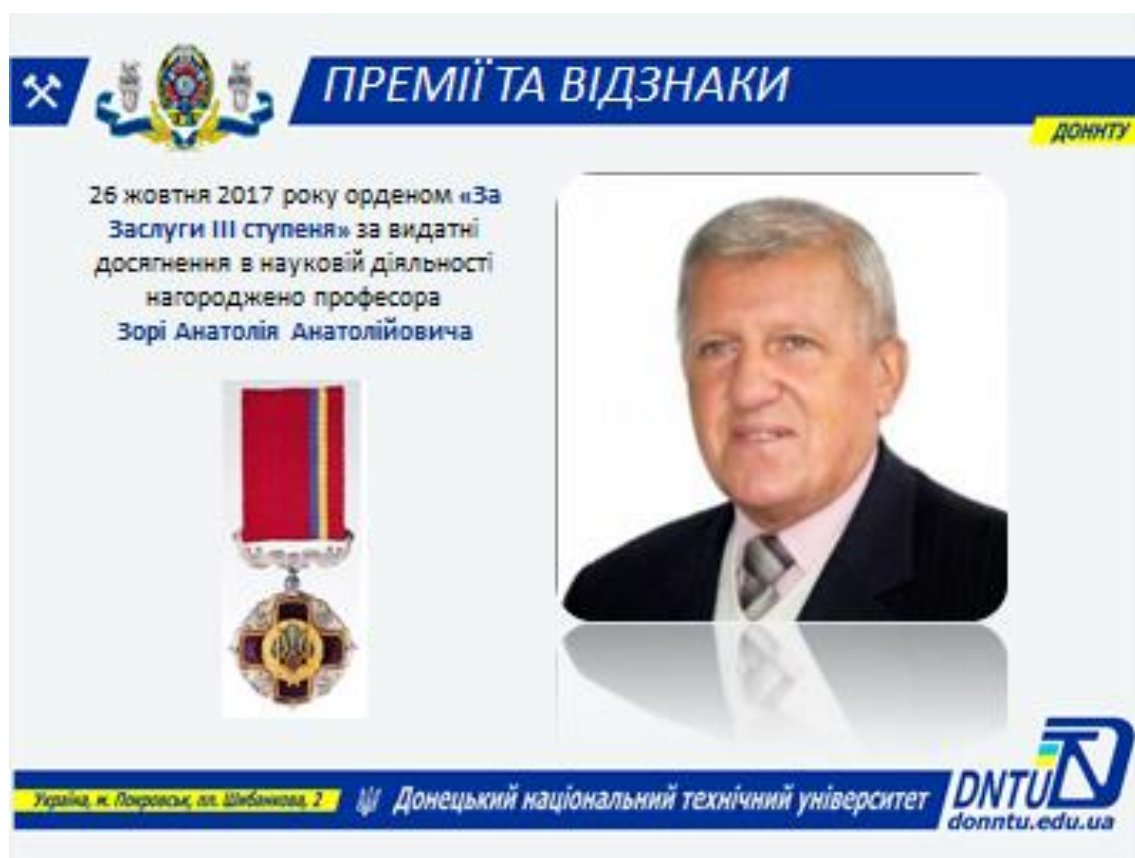 ПРЕМІЇ ТА ВІДЗНАКИ
ДОННТУ
26 жовтня 2017 року орденом «За
Заслуги ІІІ ступеня» за видатні
досягнення в науковій діяльності
нагороджено професора
Зорі Анатолія Анатолійовича
Україна, м. Покровськ, пл. Шибанкова, 2
Донецький національний технічний університет
DNTU
donntu.edu.ua